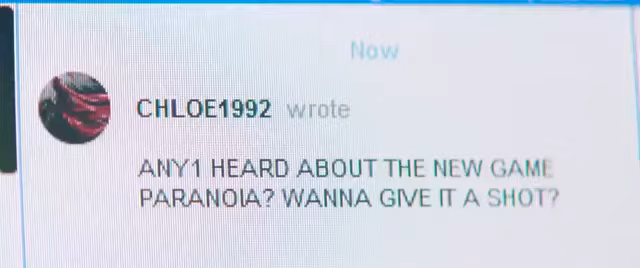 Now
CHLOE1992 wrote
ANY1 HEARD ABOUT THE NEW GAME
PARANOIA? WANNA GIVE IT A SHOT?